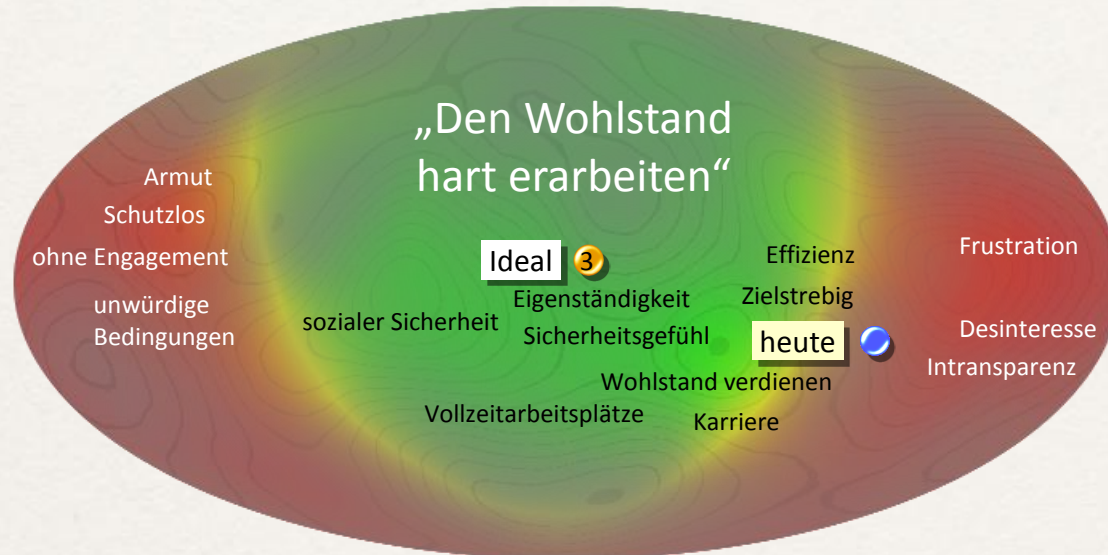 „Den Wohlstand
hart erarbeiten“
Armut
Schutzlos
ohne Engagement
unwürdige
Bedingungen
Ideal 3
Eigenständigkeit
sozialer Sicherheit
Sicherheitsgefühl
Effizienz
Zielstrebig
heute
Wohlstand verdienen
Vollzeitarbeitsplätze
Karriere
Frustration
Desinteresse
Intransparenz